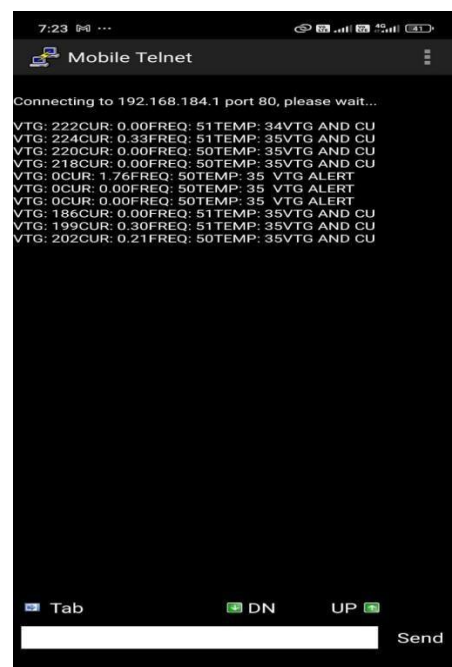 7:23 M ...
4G 41
Mobile Telnet
Connecting to 192.168.184.1 port 80, please wait...
VTG: 222CUR: 0.00FREQ: 51TEMP: 34VTG AND CU
VTG: 224CUR: 0.33FREQ: 51TEMP: 35VTG AND CU
VTG: 220CUR: 0.00FREQ: 50TEMP: 35VTG AND CU
VTG: 218CUR: 0.00FREQ: 50TEMP: 35VTG AND CU
VTG: 0CUR: 1.76FREQ: 50TEMP: 35 VTG ALERT
VTG: 0CUR: 0.00FREQ: 50TEMP: 35 VTG ALERT
VTG: 0CUR: 0.00FREQ: 50TEMP: 35 VTG ALERT
VTG: 186CUR: 0.00FREQ: 51TEMP: 35VTG AND CU
VTG: 199CUR: 0.30FREQ: 51TEMP: 35VTG AND CU
VTG: 202CUR: 0.21FREQ: 50TEMP: 35VTG AND CU
Tab DN UP
Send